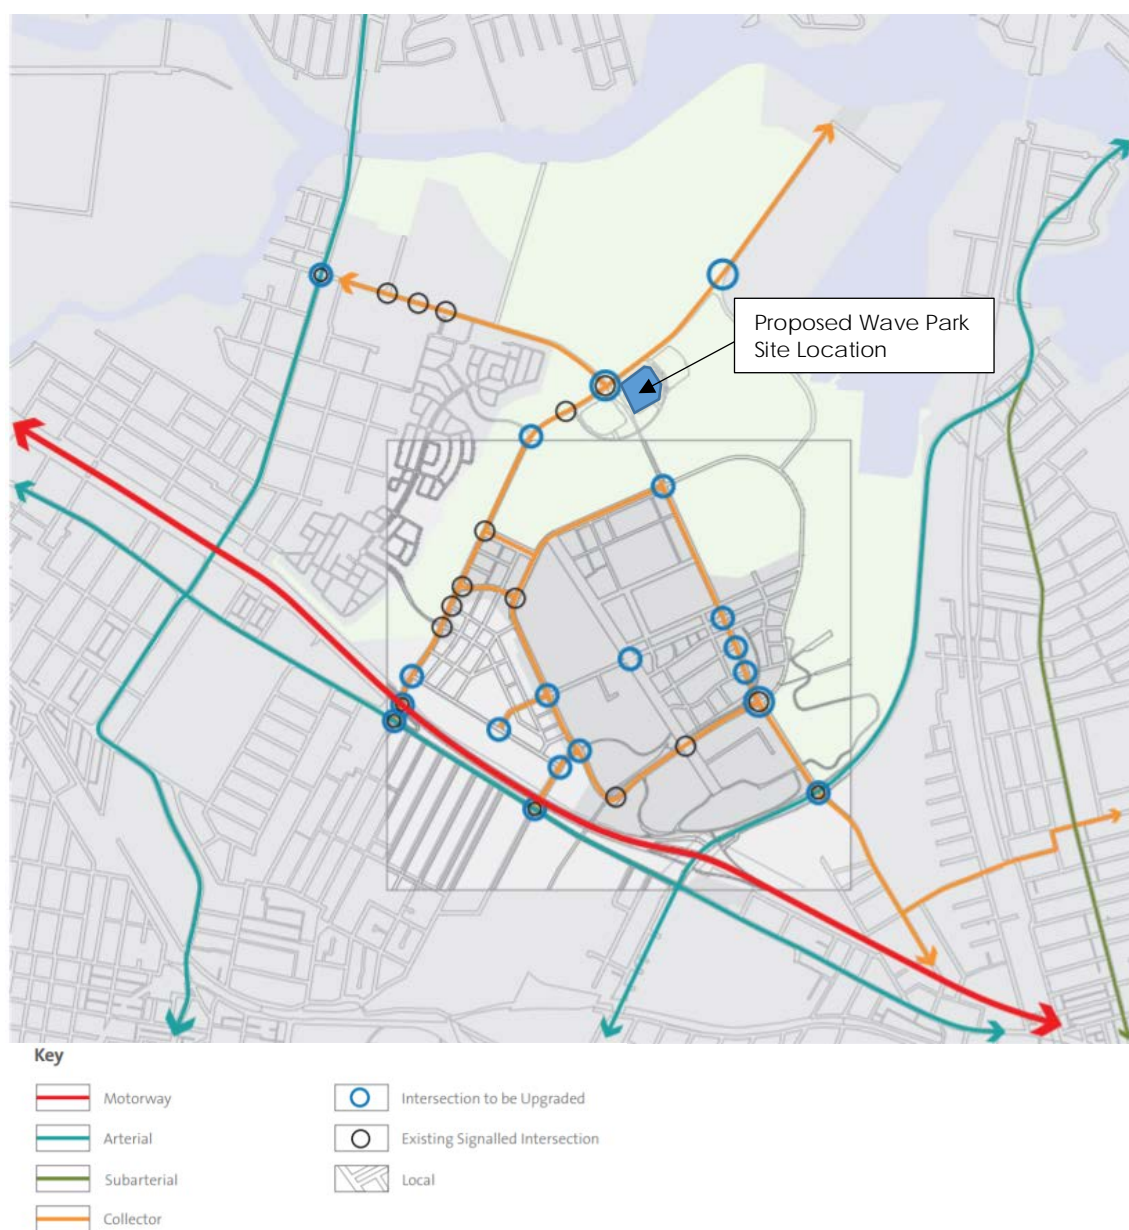 Proposed Wave Park
Site Location
Key
Motorway
Intersection to be Upgraded
Arterial
Existing Signalled Intersection
Subarterial
Local
Collector